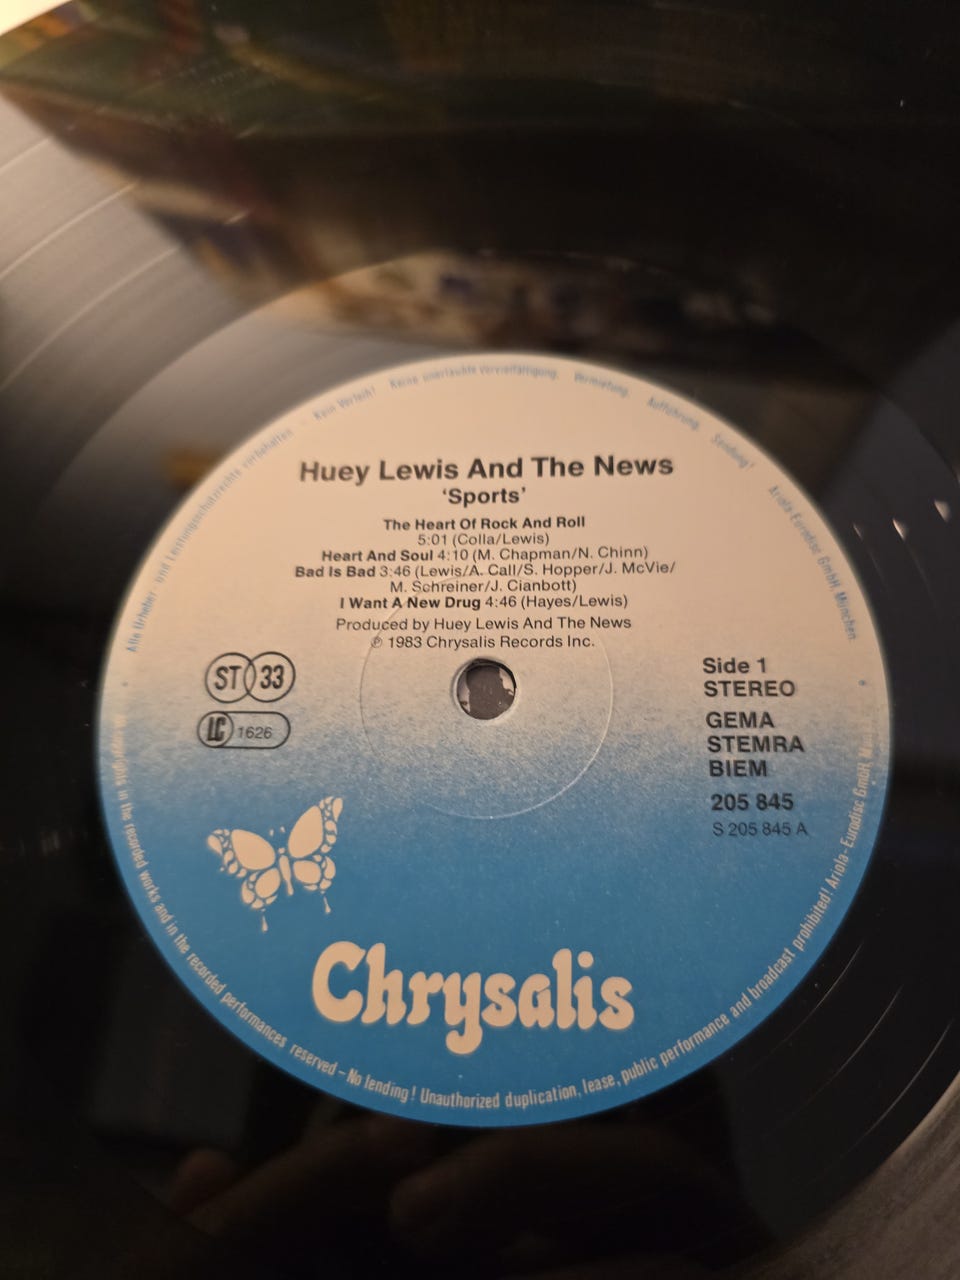 Alle Urheber- und Leistungsschutzrechte vorbehalten - Kein Verleih! Keine unerlaubte Vervielfältigung, Vermietung, Aufführung, Sendung! Ariola-Eurodisc GmbH, München.
Huey Lewis And The News
‘Sports’
The Heart Of Rock And Roll
5:01 (Colla/Lewis)
Heart And Soul 4:10 (M. Chapman/N. Chinn)
Bad Is Bad 3:46 (Lewis/A. Call/S. Hopper/J. McVie/
M. Schreiner/J. Cianbott)
I Want A New Drug 4:46 (Hayes/Lewis)
Produced by Huey Lewis And The News
℗ 1983 Chrysalis Records Inc.
ST 33
LC 1626
Side 1
STEREO
GEMA
STEMRA
BIEM
205 845
S 205 845 A
Chrysalis
in the recorded works and in the recorded performances reserved – No lending! Unauthorized duplication, lease, public performance and broadcast prohibited! Ariola-Eurodisc GmbH,